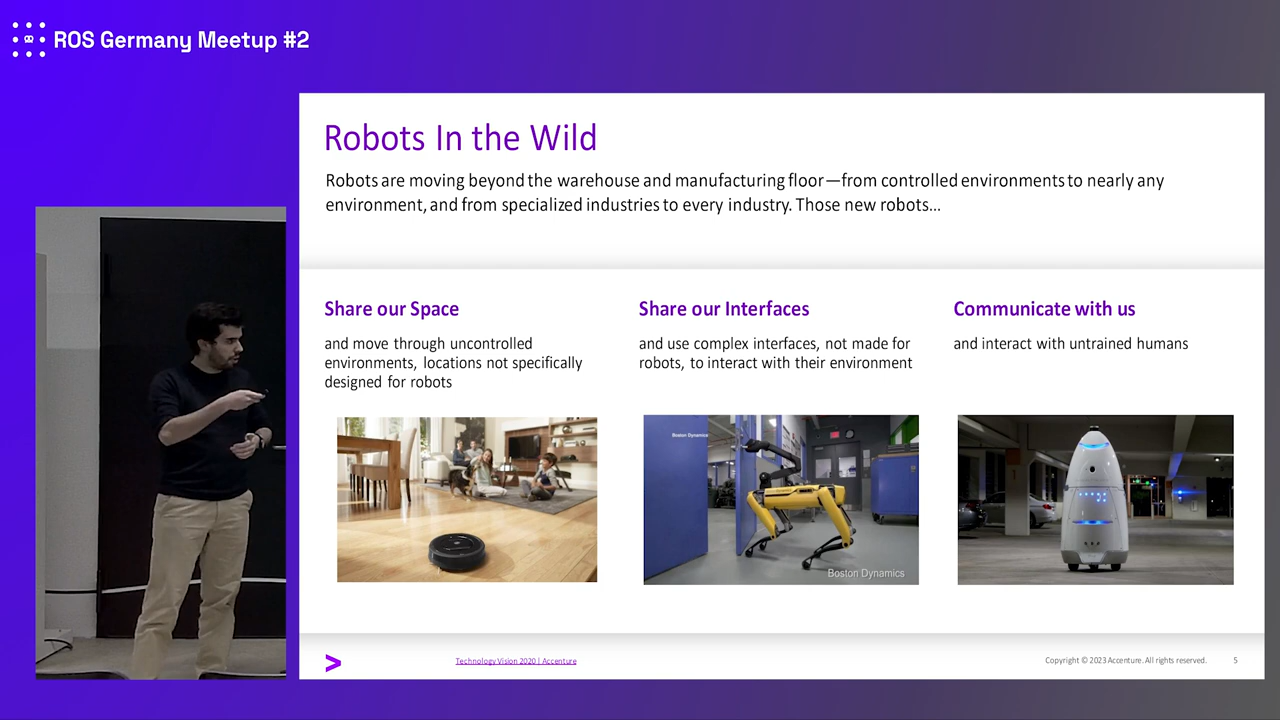 ROS Germany Meetup #2
Robots In the Wild
Robots are moving beyond the warehouse and manufacturing floor—from controlled environments to nearly any
environment, and from specialized industries to every industry. Those new robots...
Share our Space
and move through uncontrolled
environments, locations not specifically
designed for robots
Share our Interfaces
and use complex interfaces, not made for
robots, to interact with their environment
Communicate with us
and interact with untrained humans
Boston Dynamics
Boston Dynamics
>
Technology Vision 2020 | Accenture
Copyright © 2023 Accenture. All rights reserved.
5